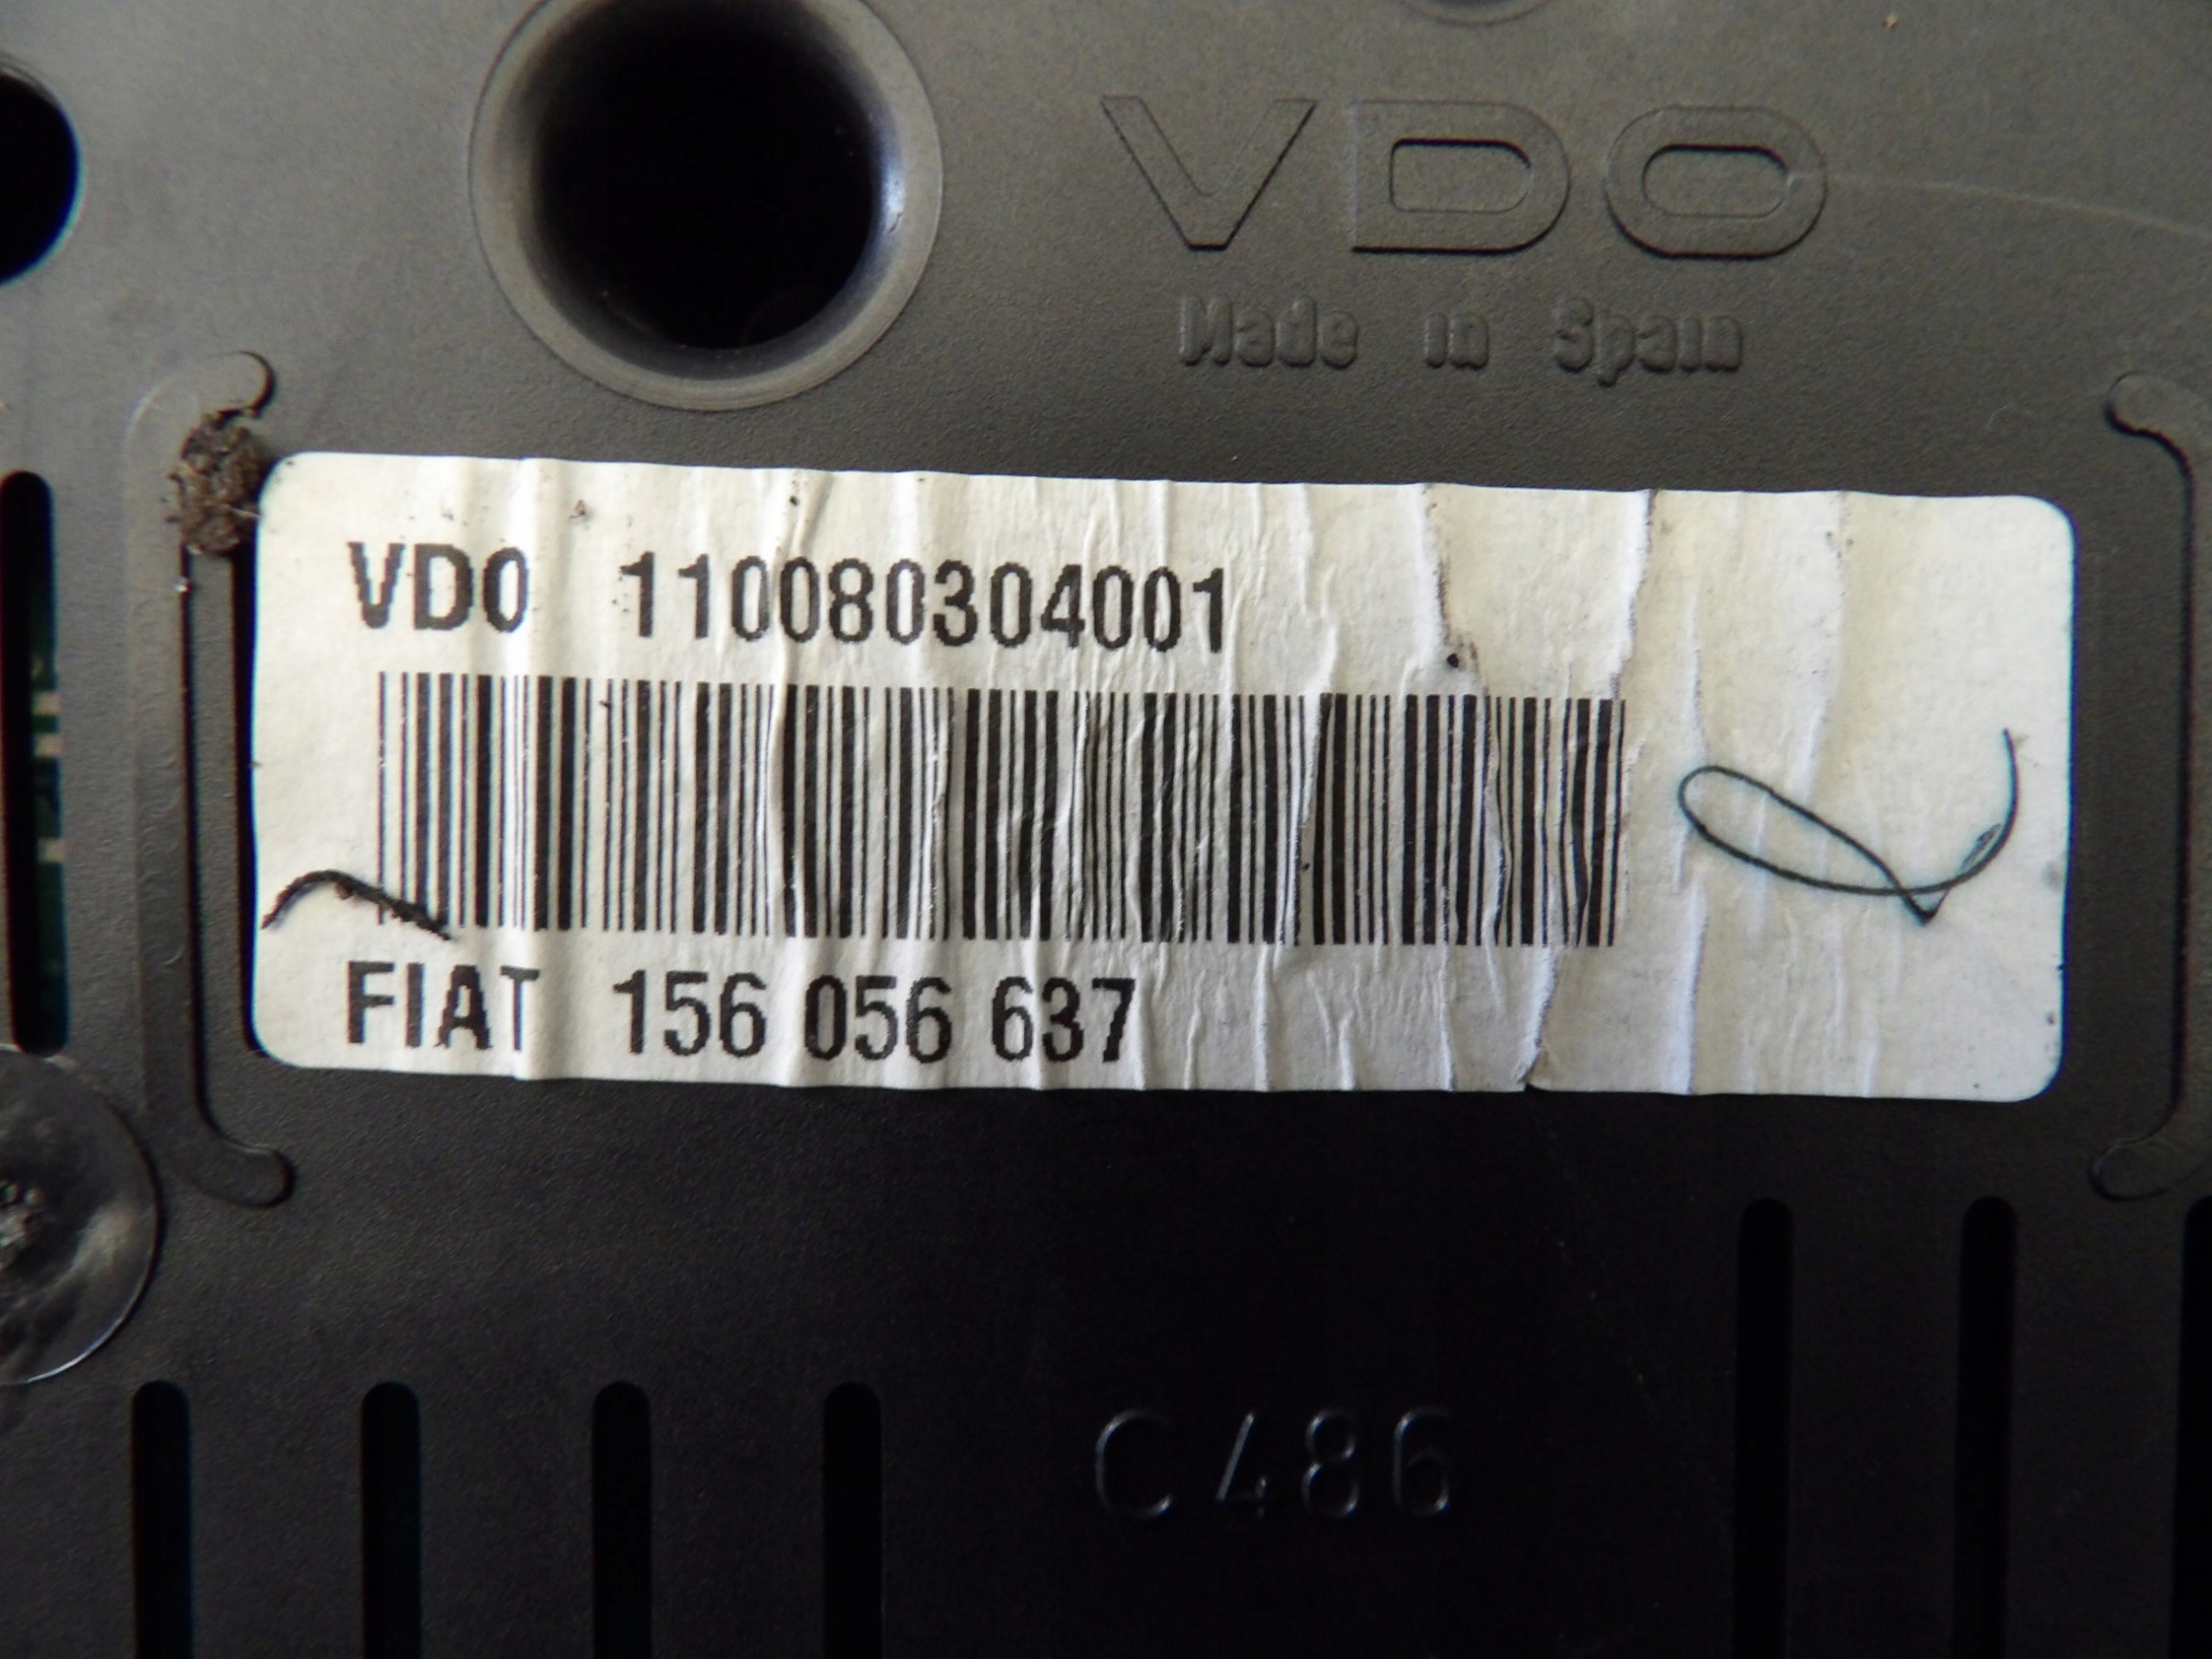 VDO
Made in Spain
VDO 110080304001
FIAT 156 056 637
C486